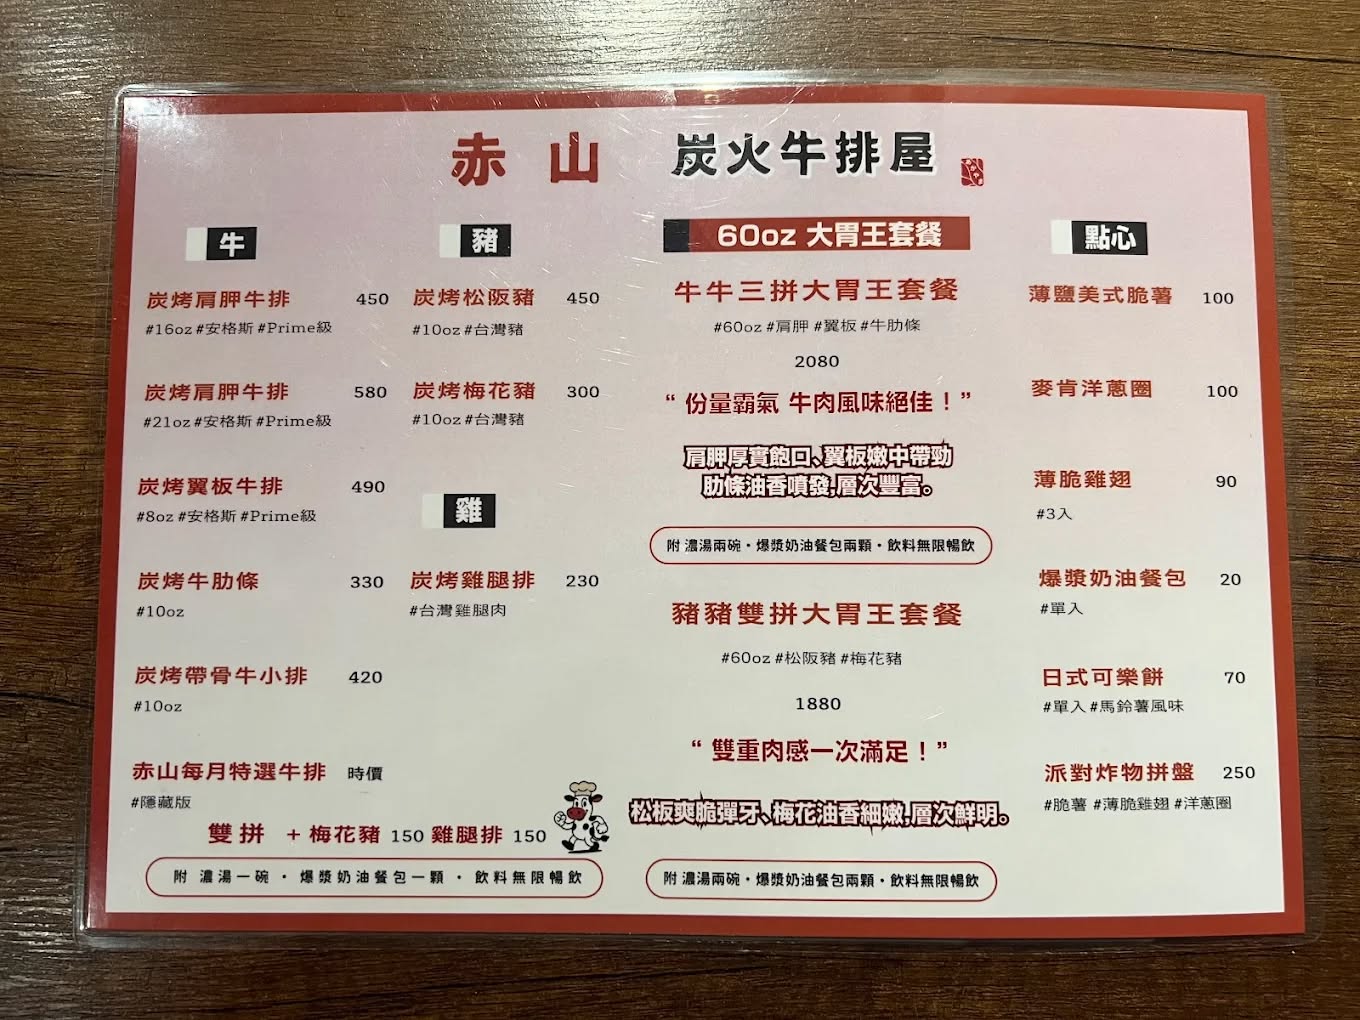 赤山 炭火牛排屋
牛
炭烤肩胛牛排 450
#16oz #安格斯 #Prime級
炭烤肩胛牛排 580
#21oz #安格斯 #Prime級
炭烤翼板牛排 490
#8oz #安格斯 #Prime級
炭烤牛肋條 330
#10oz
炭烤帶骨牛小排 420
#10oz
赤山每月特選牛排 時價
#隱藏版
豬
炭烤松阪豬 450
#10oz #台灣豬
炭烤梅花豬 300
#10oz #台灣豬
雞
炭烤雞腿排 230
#台灣雞腿肉
雙拼 +梅花豬 150 雞腿排 150
附 濃湯一碗・爆漿奶油餐包一顆・飲料無限暢飲
60oz 大胃王套餐
牛牛三拼大胃王套餐
#60oz #肩胛 #翼板 #牛肋條
2080
“ 份量霸氣 牛肉風味絕佳！”
肩胛厚實飽口、翼板嫩中帶勁
肋條油香噴發,層次豐富。
附 濃湯兩碗・爆漿奶油餐包兩顆・飲料無限暢飲
豬豬雙拼大胃王套餐
#60oz #松阪豬 #梅花豬
1880
“ 雙重肉感一次滿足！”
松板爽脆彈牙、梅花油香細嫩,層次鮮明。
附 濃湯兩碗・爆漿奶油餐包兩顆・飲料無限暢飲
點心
薄鹽美式脆薯 100
麥肯洋蔥圈 100
薄脆雞翅 90
#3入
爆漿奶油餐包 20
#單入
日式可樂餅 70
#單入 #馬鈴薯風味
派對炸物拼盤 250
#脆薯 #薄脆雞翅 #洋蔥圈